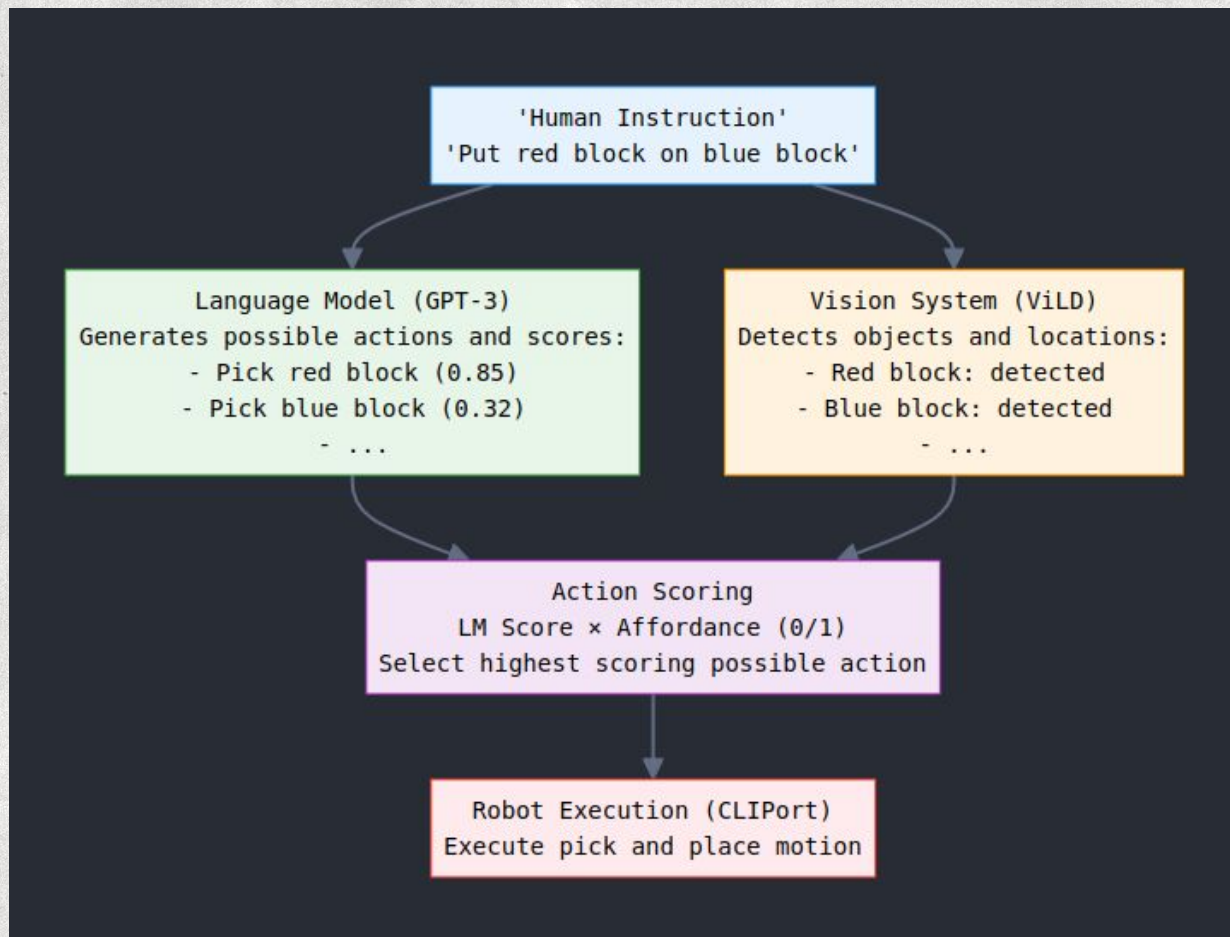 'Human Instruction'
'Put red block on blue block'
Language Model (GPT-3)
Generates possible actions and scores:
- Pick red block (0.85)
- Pick blue block (0.32)
- ...
Vision System (ViLD)
Detects objects and locations:
- Red block: detected
- Blue block: detected
- ...
Action Scoring
LM Score × Affordance (0/1)
Select highest scoring possible action
Robot Execution (CLIPort)
Execute pick and place motion